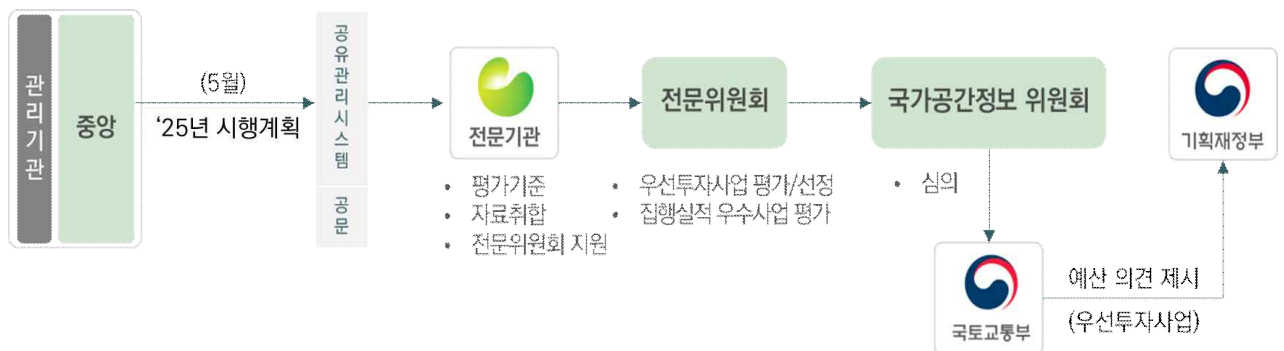 관리기관
중앙
(5월)
‘25년 시행계획
공유관리시스템
공문
전문기관
• 평가기준
• 자료취합
• 전문위원회 지원
전문위원회
• 우선투자사업 평가/선정
• 집행실적 우수사업 평가
국가공간정보 위원회
• 심의
국토교통부
예산 의견 제시
(우선투자사업)
기획재정부